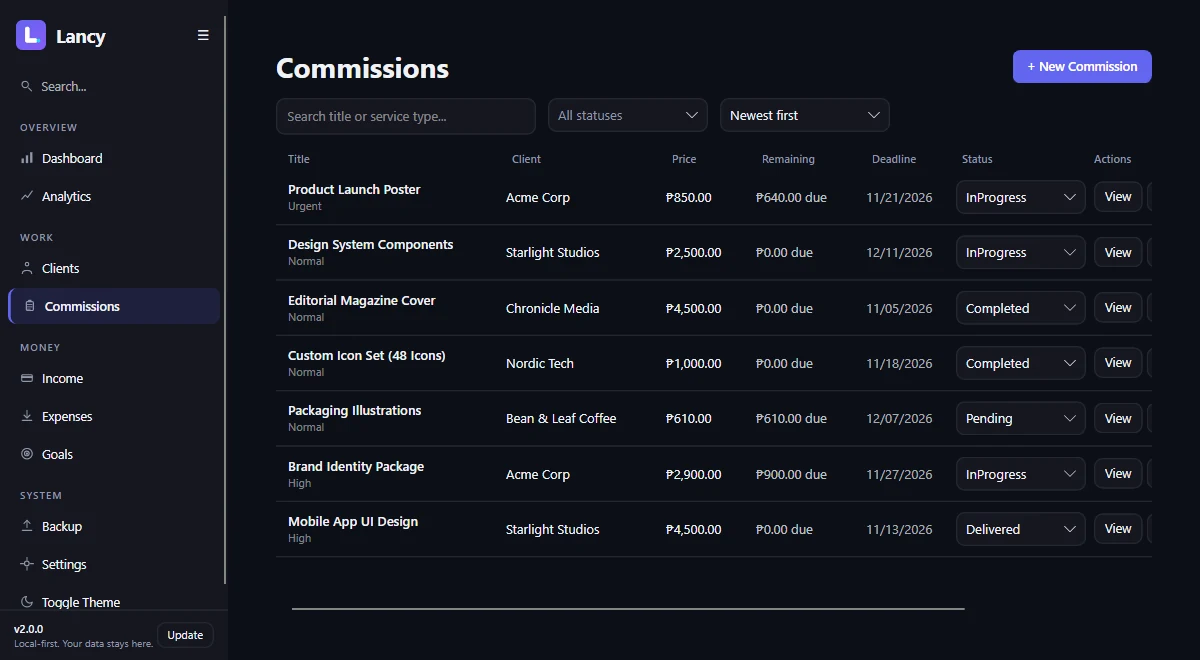 Lancy
Search...
OVERVIEW
Dashboard
Analytics
WORK
Clients
Commissions
MONEY
Income
Expenses
Goals
SYSTEM
Backup
Settings
Toggle Theme
v2.0.0
Local-first. Your data stays here.
Update
Commissions
+ New Commission
Search title or service type...
All statuses
Newest first
Title Client Price Remaining Deadline Status Actions
Product Launch Poster
Urgent
Acme Corp ₱850.00 ₱640.00 due 11/21/2026 InProgress View
Design System Components
Normal
Starlight Studios ₱2,500.00 ₱0.00 due 12/11/2026 InProgress View
Editorial Magazine Cover
Normal
Chronicle Media ₱4,500.00 ₱0.00 due 11/05/2026 Completed View
Custom Icon Set (48 Icons)
Normal
Nordic Tech ₱1,000.00 ₱0.00 due 11/18/2026 Completed View
Packaging Illustrations
Normal
Bean & Leaf Coffee ₱610.00 ₱610.00 due 12/07/2026 Pending View
Brand Identity Package
High
Acme Corp ₱2,900.00 ₱900.00 due 11/27/2026 InProgress View
Mobile App UI Design
High
Starlight Studios ₱4,500.00 ₱0.00 due 11/13/2026 Delivered View